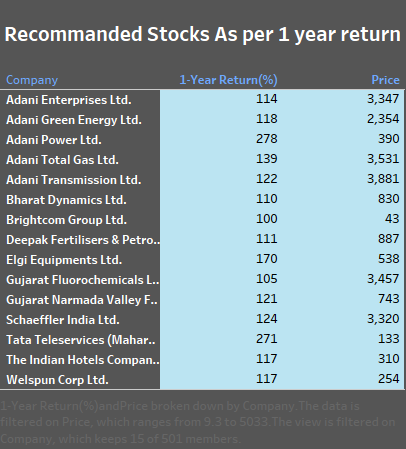 Recommanded Stocks As per 1 year return
Company 1-Year Return(%) Price
Adani Enterprises Ltd. 114 3,347
Adani Green Energy Ltd. 118 2,354
Adani Power Ltd. 278 390
Adani Total Gas Ltd. 139 3,531
Adani Transmission Ltd. 122 3,881
Bharat Dynamics Ltd. 110 830
Brightcom Group Ltd. 100 43
Deepak Fertilisers & Petro.. 111 887
Elgi Equipments Ltd. 170 538
Gujarat Fluorochemicals L.. 105 3,457
Gujarat Narmada Valley F.. 121 743
Schaeffler India Ltd. 124 3,320
Tata Teleservices (Mahar.. 271 133
The Indian Hotels Compan.. 117 310
Welspun Corp Ltd. 117 254
1-Year Return(%)andPrice broken down by Company.The data is
filtered on Price, which ranges from 9.3 to 5033.The view is filtered on
Company, which keeps 15 of 501 members.